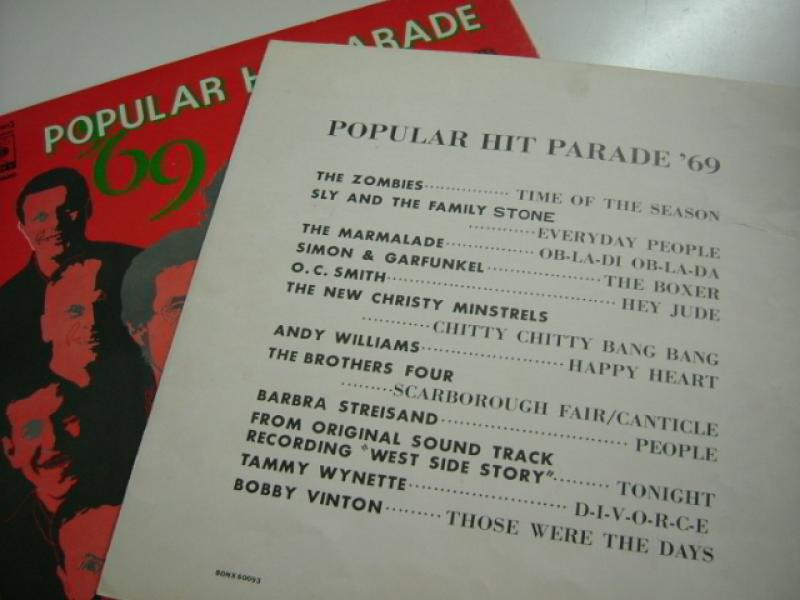 POPULAR HIT PARADE
'69
POPULAR HIT PARADE '69
THE ZOMBIES················ TIME OF THE SEASON
SLY AND THE FAMILY STONE
············EVERYDAY PEOPLE
THE MARMALADE················ OB-LA-DI OB-LA-DA
SIMON & GARFUNKEL····················THE BOXER
O.C. SMITH········································ HEY JUDE
THE NEW CHRISTY MINSTRELS
············CHITTY CHITTY BANG BANG
ANDY WILLIAMS························HAPPY HEART
THE BROTHERS FOUR
·········SCARBOROUGH FAIR/CANTICLE
BARBRA STREISAND································ PEOPLE
FROM ORIGINAL SOUND TRACK
RECORDING "WEST SIDE STORY"·········· TONIGHT
TAMMY WYNETTE··························· D-I-V-O-R-C-E
BOBBY VINTON·········THOSE WERE THE DAYS
SONX60093